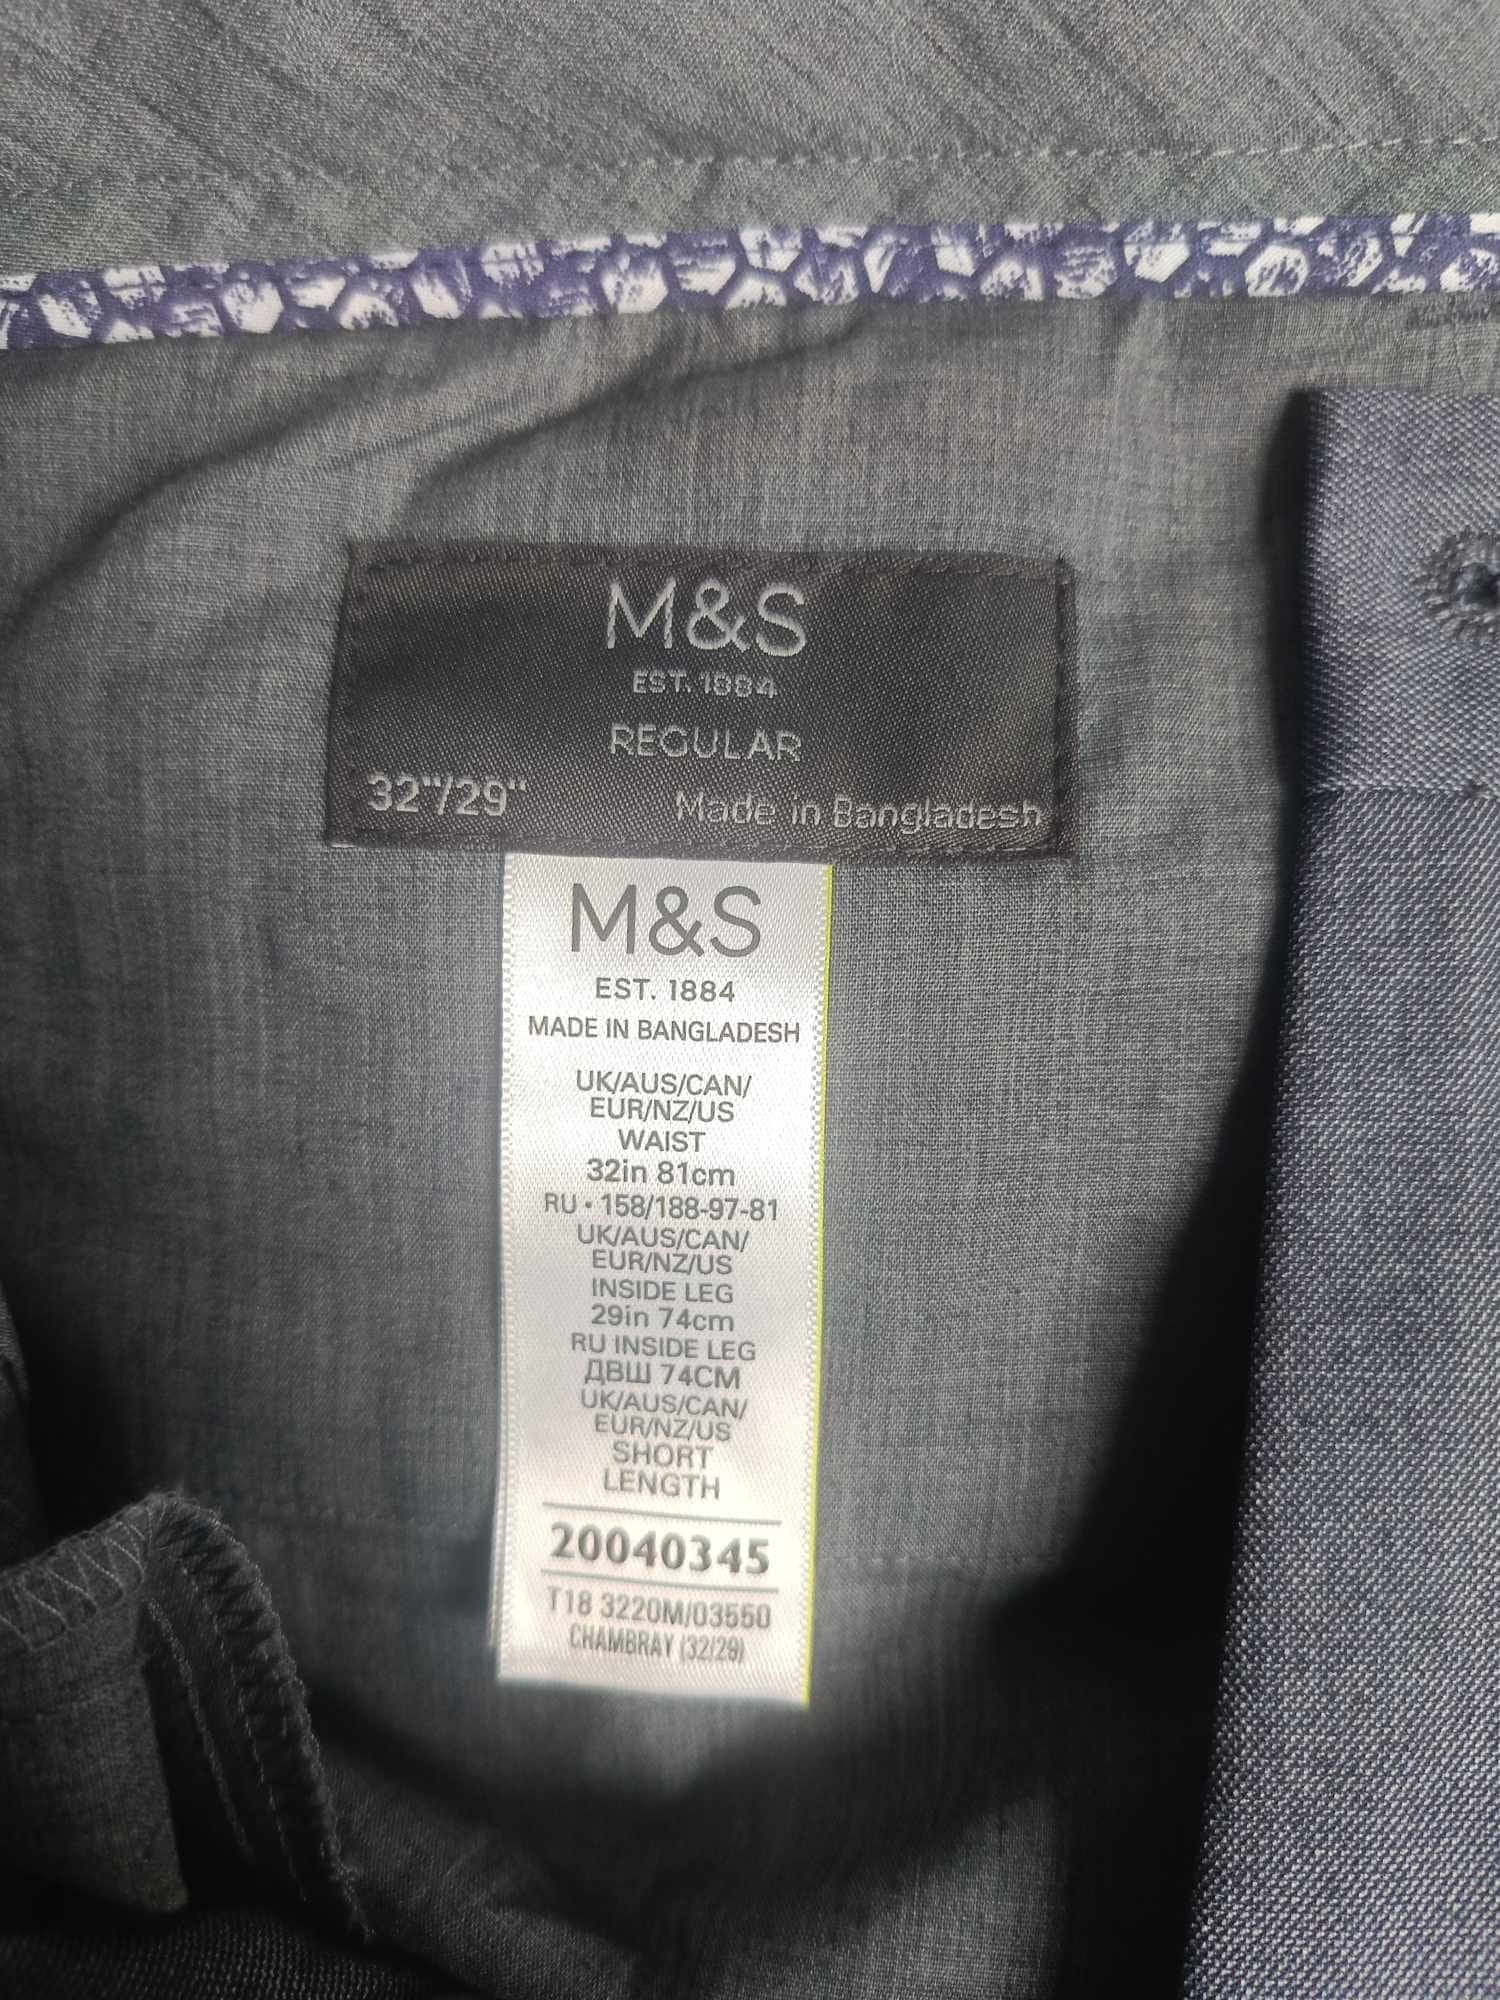 M&S
EST. 1884
REGULAR
32"/29"
Made in Bangladesh
M&S
EST. 1884
MADE IN BANGLADESH
UK/AUS/CAN/
EUR/NZ/US
WAIST
32in 81cm
RU • 158/188-97-81
UK/AUS/CAN/
EUR/NZ/US
INSIDE LEG
29in 74cm
RU INSIDE LEG
ДВШ 74СМ
UK/AUS/CAN/
EUR/NZ/US
SHORT
LENGTH
20040345
T18 3220M/03550
CHAMBRAY (32/29)